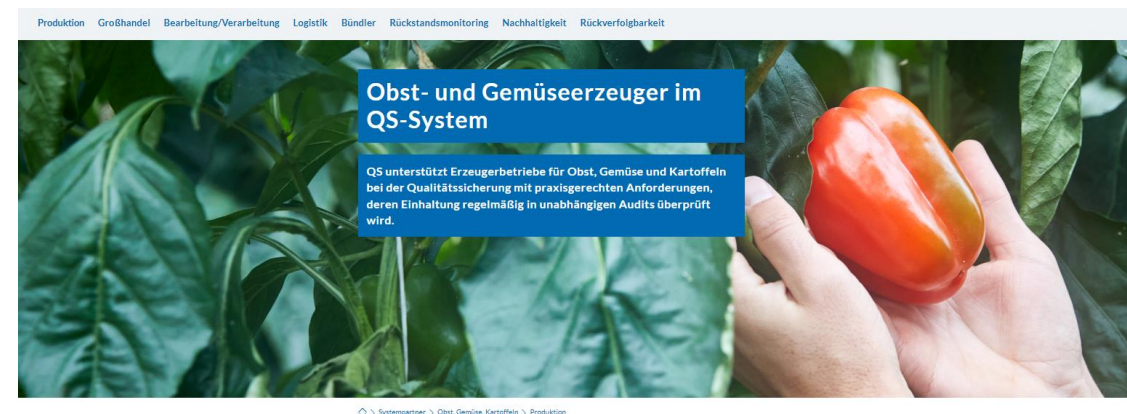 Produktion Großhandel Bearbeitung/Verarbeitung Logistik Bündler Rückstandsmonitoring Nachhaltigkeit Rückverfolgbarkeit
Obst- und Gemüseerzeuger im
QS-System
QS unterstützt Erzeugerbetriebe für Obst, Gemüse und Kartoffeln
bei der Qualitätssicherung mit praxisgerechten Anforderungen,
deren Einhaltung regelmäßig in unabhängigen Audits überprüft
wird.
> Systempartner > Obst, Gemüse, Kartoffeln > Produktion